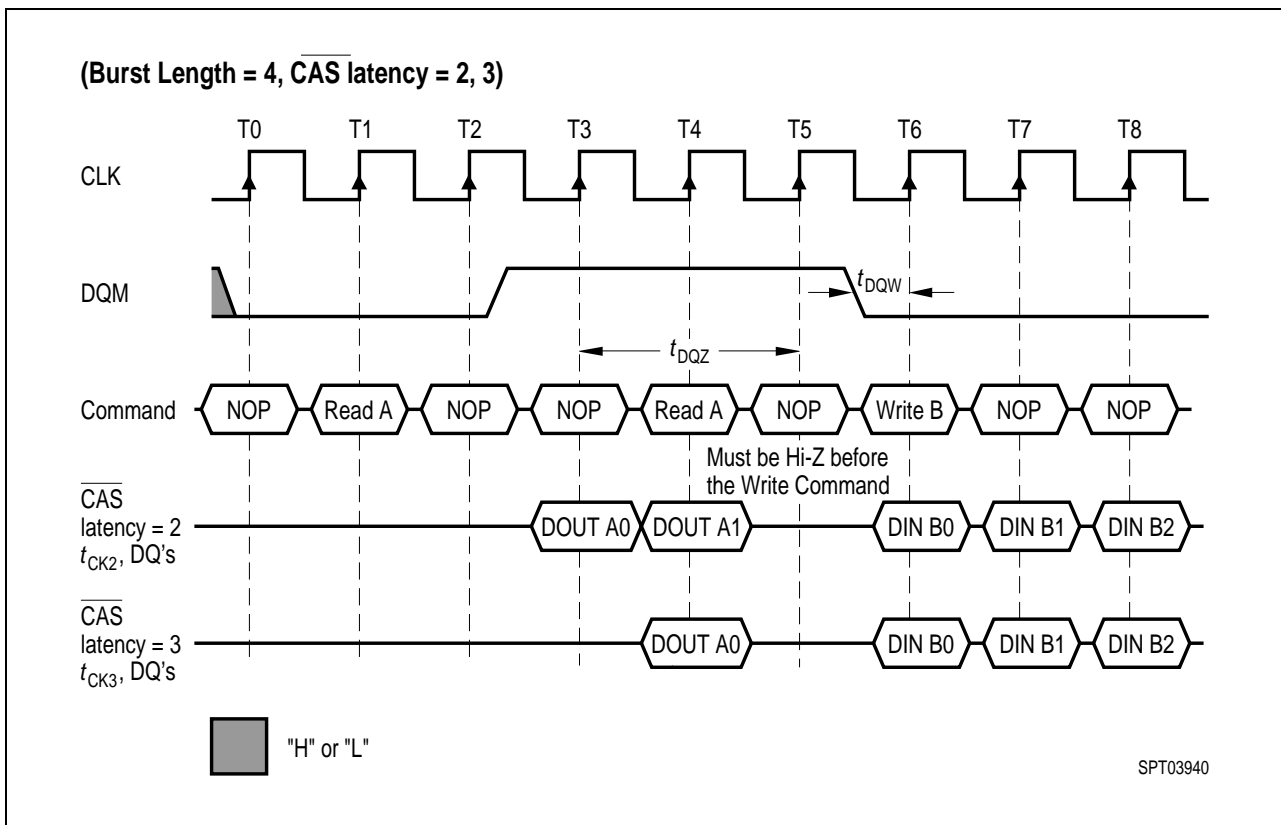 (Burst Length = 4, CAS latency = 2, 3)
T0 T1 T2 T3 T4 T5 T6 T7 T8
CLK
DQM
tDQW
tDQZ
Command NOP Read A NOP NOP Read A NOP Write B NOP NOP
Must be Hi-Z before
the Write Command
CAS
latency = 2
tCK2, DQ's
DOUT A0 DOUT A1 DIN B0 DIN B1 DIN B2
CAS
latency = 3
tCK3, DQ's
DOUT A0 DIN B0 DIN B1 DIN B2
"H" or "L"
SPT03940